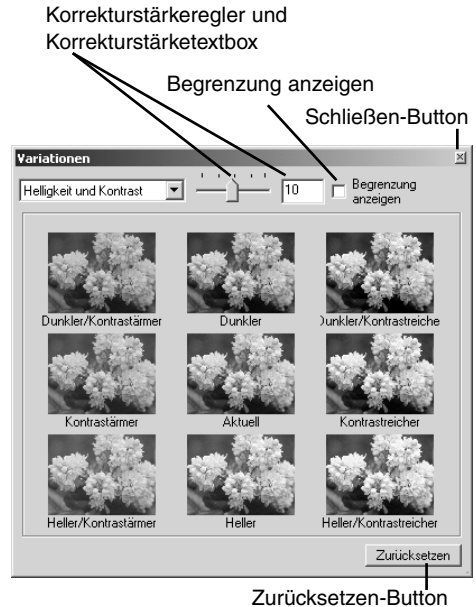 Korrekturstärkeregler und
Korrekturstärketextbox
Begrenzung anzeigen
Schließen-Button
Variationen
Helligkeit und Kontrast
10
Begrenzung
anzeigen
Dunkler/Kontrastärmer
Dunkler
Dunkler/Kontrastreiche
Kontrastärmer
Aktuell
Kontrastreicher
Heller/Kontrastärmer
Heller
Heller/Kontrastreicher
Zurücksetzen
Zurücksetzen-Button